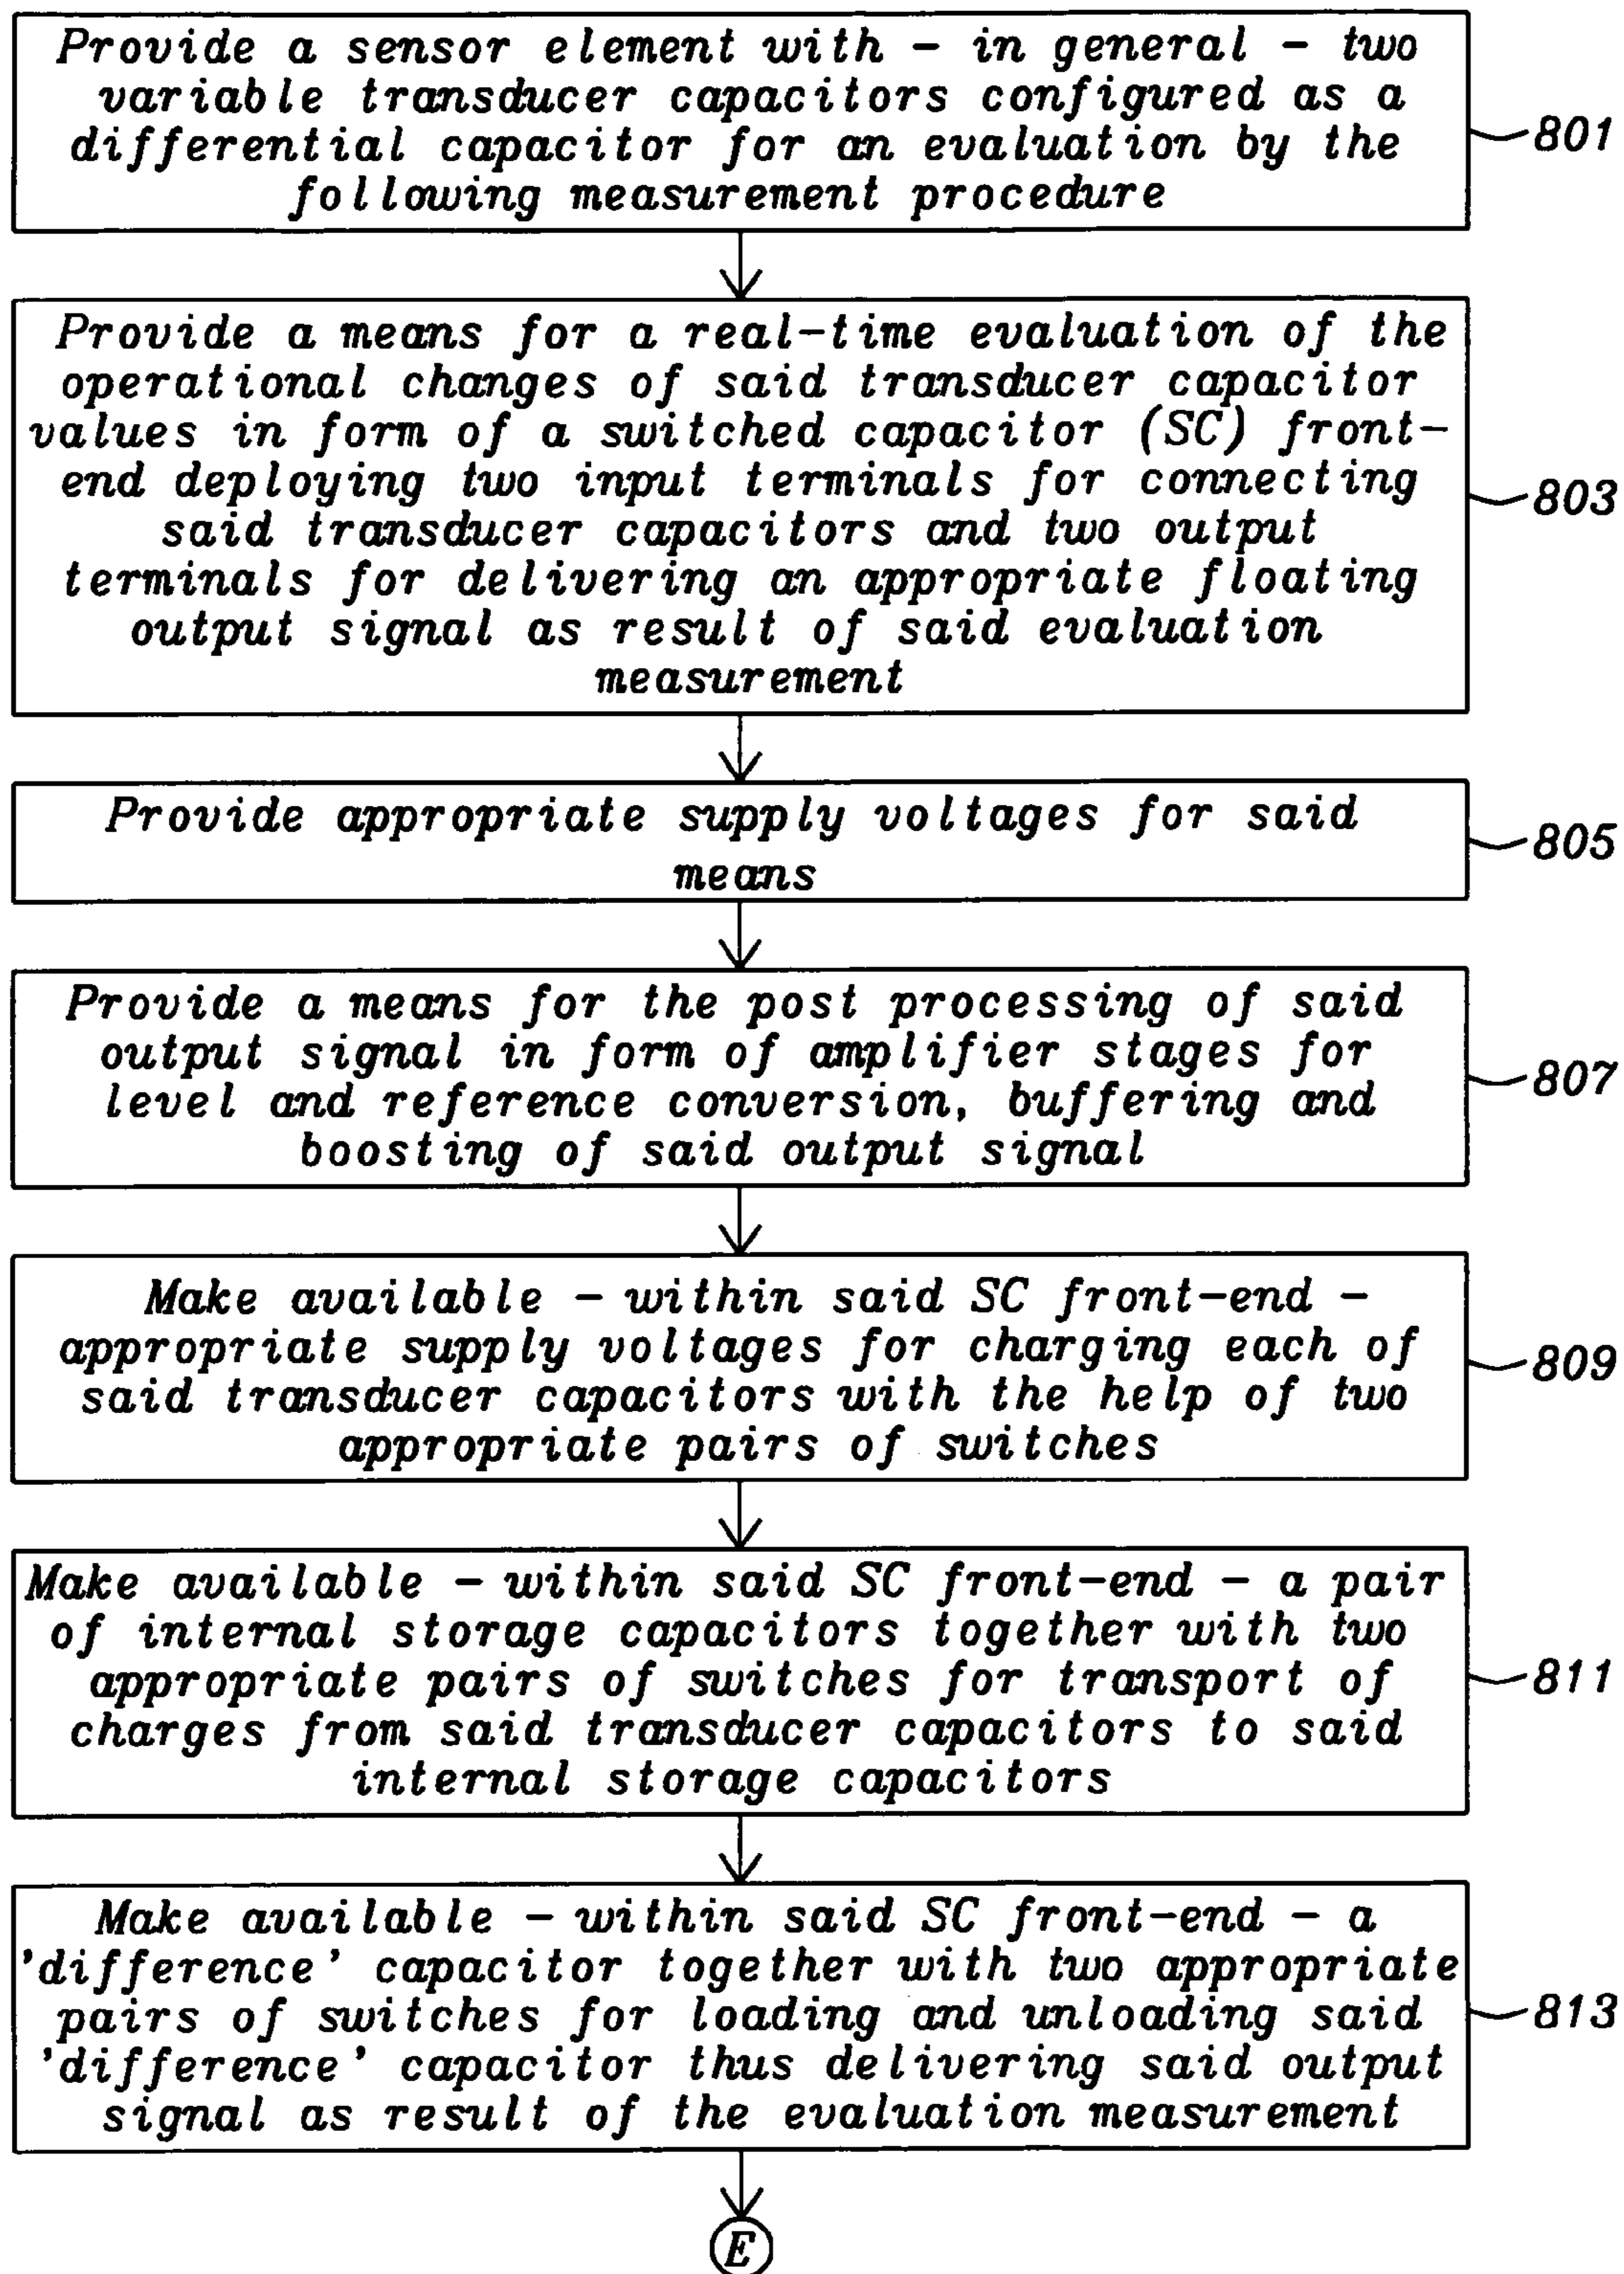 Provide a sensor element with - in general - two
variable transducer capacitors configured as a
differential capacitor for an evaluation by the
following measurement procedure
801
Provide a means for a real-time evaluation of the
operational changes of said transducer capacitor
values in form of a switched capacitor (SC) front-
end deploying two input terminals for connecting
said transducer capacitors and two output
terminals for delivering an appropriate floating
output signal as result of said evaluation
measurement
803
Provide appropriate supply voltages for said
means
805
Provide a means for the post processing of said
output signal in form of amplifier stages for
level and reference conversion, buffering and
boosting of said output signal
807
Make available - within said SC front-end -
appropriate supply voltages for charging each of
said transducer capacitors with the help of two
appropriate pairs of switches
809
Make available - within said SC front-end - a pair
of internal storage capacitors together with two
appropriate pairs of switches for transport of
charges from said transducer capacitors to said
internal storage capacitors
811
Make available - within said SC front-end - a
'difference' capacitor together with two appropriate
pairs of switches for loading and unloading said
'difference' capacitor thus delivering said output
signal as result of the evaluation measurement
813
E